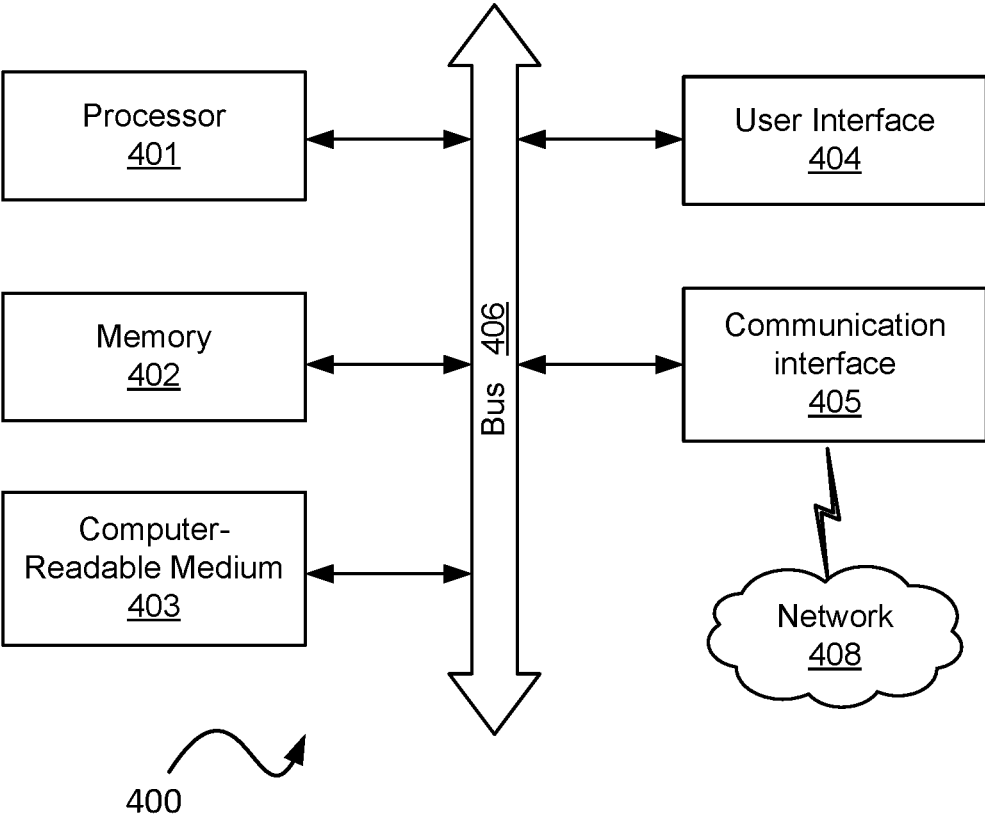 Processor
401
User Interface
404
Memory
402
Bus 406
Communication
interface
405
Computer-
Readable Medium
403
Network
408
400